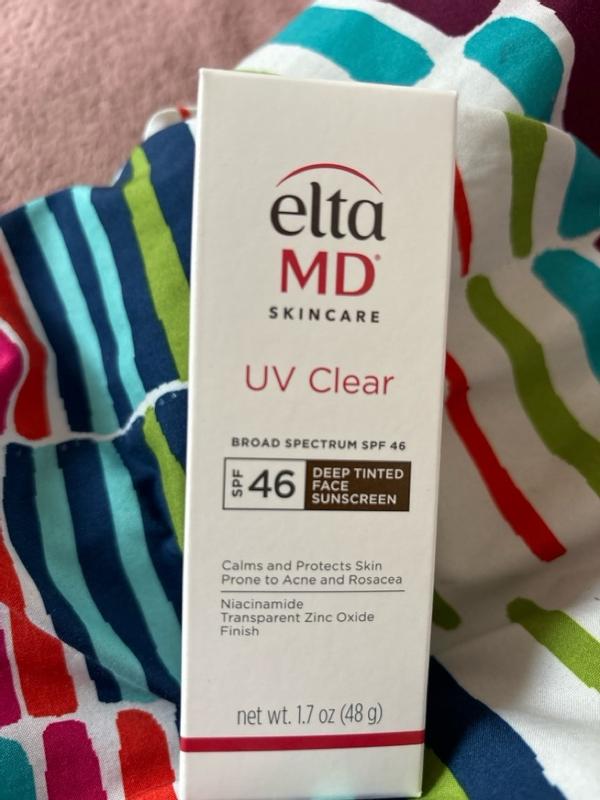 elta
MD®
SKINCARE
UV Clear
BROAD SPECTRUM SPF 46
SPF 46 DEEP TINTED
FACE
SUNSCREEN
Calms and Protects Skin
Prone to Acne and Rosacea
Niacinamide
Transparent Zinc Oxide
Finish
net wt. 1.7 oz (48 g)